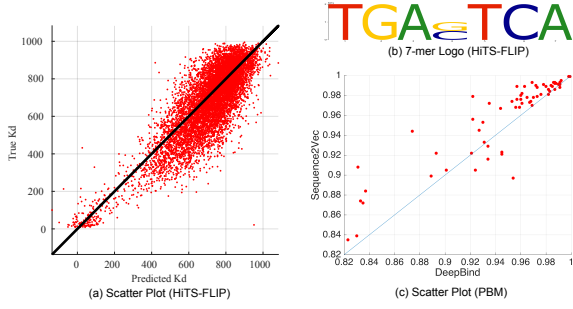 1000
800
600
400
200
0
True Kd
0 200 400 600 800 1000
Predicted Kd
(a) Scatter Plot (HiTS-FLIP)
TGA TCA
(b) 7-mer Logo (HiTS-FLIP)
1
0.98
0.96
0.94
0.92
0.9
0.88
0.86
0.84
0.82
Sequence2Vec
0.82 0.84 0.86 0.88 0.9 0.92 0.94 0.96 0.98 1
DeepBind
(c) Scatter Plot (PBM)